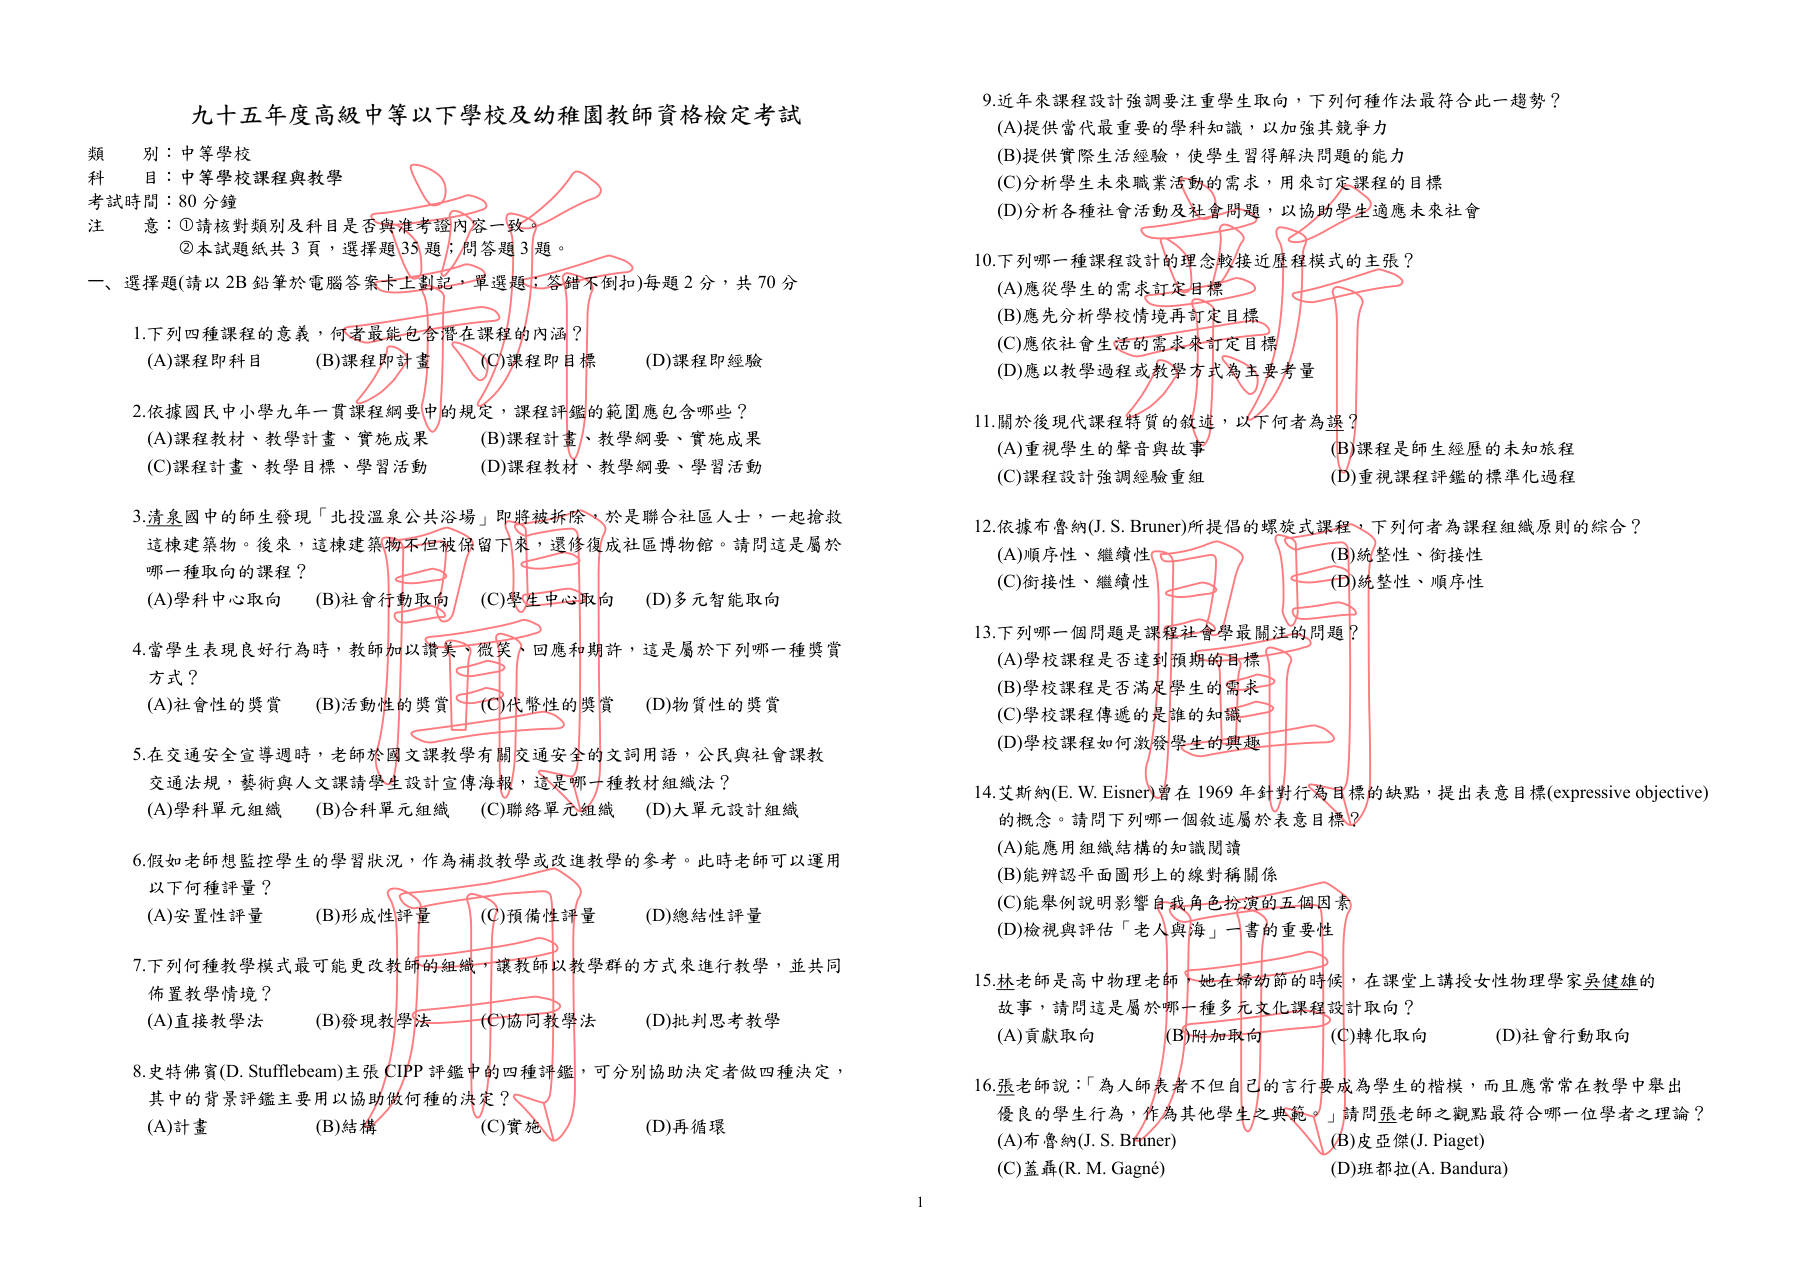 九十五年度高級中等以下學校及幼稚園教師資格檢定考試
類　　別：中等學校
科　　目：中等學校課程與教學
考試時間：80 分鐘
注　　意：①請核對類別及科目是否與准考證內容一致。
②本試題紙共 3 頁，選擇題 35 題；問答題 3 題。
一、選擇題(請以 2B 鉛筆於電腦答案卡上劃記，單選題；答錯不倒扣)每題 2 分，共 70 分
1.下列四種課程的意義，何者最能包含潛在課程的內涵？
(A)課程即科目 (B)課程即計畫 (C)課程即目標 (D)課程即經驗
2.依據國民中小學九年一貫課程綱要中的規定，課程評鑑的範圍應包含哪些？
(A)課程教材、教學計畫、實施成果 (B)課程計畫、教學綱要、實施成果
(C)課程計畫、教學目標、學習活動 (D)課程教材、教學綱要、學習活動
3.清泉國中的師生發現「北投溫泉公共浴場」即將被拆除，於是聯合社區人士，一起搶救
這棟建築物。後來，這棟建築物不但被保留下來，還修復成社區博物館。請問這是屬於
哪一種取向的課程？
(A)學科中心取向 (B)社會行動取向 (C)學生中心取向 (D)多元智能取向
4.當學生表現良好行為時，教師加以讚美、微笑、回應和期許，這是屬於下列哪一種獎賞
方式？
(A)社會性的獎賞 (B)活動性的獎賞 (C)代幣性的獎賞 (D)物質性的獎賞
5.在交通安全宣導週時，老師於國文課教學有關交通安全的文詞用語，公民與社會課教
交通法規，藝術與人文課請學生設計宣傳海報，這是哪一種教材組織法？
(A)學科單元組織 (B)合科單元組織 (C)聯絡單元組織 (D)大單元設計組織
6.假如老師想監控學生的學習狀況，作為補救教學或改進教學的參考。此時老師可以運用
以下何種評量？
(A)安置性評量 (B)形成性評量 (C)預備性評量 (D)總結性評量
7.下列何種教學模式最可能更改教師的組織，讓教師以教學群的方式來進行教學，並共同
佈置教學情境？
(A)直接教學法 (B)發現教學法 (C)協同教學法 (D)批判思考教學
8.史特佛賓(D. Stufflebeam)主張 CIPP 評鑑中的四種評鑑，可分別協助決定者做四種決定，
其中的背景評鑑主要用以協助做何種的決定？
(A)計畫 (B)結構 (C)實施 (D)再循環
9.近年來課程設計強調要注重學生取向，下列何種作法最符合此一趨勢？
(A)提供當代最重要的學科知識，以加強其競爭力
(B)提供實際生活經驗，使學生習得解決問題的能力
(C)分析學生未來職業活動的需求，用來訂定課程的目標
(D)分析各種社會活動及社會問題，以協助學生適應未來社會
10.下列哪一種課程設計的理念較接近歷程模式的主張？
(A)應從學生的需求訂定目標
(B)應先分析學校情境再訂定目標
(C)應依社會生活的需求來訂定目標
(D)應以教學過程或教學方式為主要考量
11.關於後現代課程特質的敘述，以下何者為誤？
(A)重視學生的聲音與故事 (B)課程是師生經歷的未知旅程
(C)課程設計強調經驗重組 (D)重視課程評鑑的標準化過程
12.依據布魯納(J. S. Bruner)所提倡的螺旋式課程，下列何者為課程組織原則的綜合？
(A)順序性、繼續性 (B)統整性、銜接性
(C)銜接性、繼續性 (D)統整性、順序性
13.下列哪一個問題是課程社會學最關注的問題？
(A)學校課程是否達到預期的目標
(B)學校課程是否滿足學生的需求
(C)學校課程傳遞的是誰的知識
(D)學校課程如何激發學生的興趣
14.艾斯納(E. W. Eisner)曾在 1969 年針對行為目標的缺點，提出表意目標(expressive objective)
的概念。請問下列哪一個敘述屬於表意目標？
(A)能應用組織結構的知識閱讀
(B)能辨認平面圖形上的線對稱關係
(C)能舉例說明影響自我角色扮演的五個因素
(D)檢視與評估「老人與海」一書的重要性
15.林老師是高中物理老師，她在婦幼節的時候，在課堂上講授女性物理學家吳健雄的
故事，請問這是屬於哪一種多元文化課程設計取向？
(A)貢獻取向 (B)附加取向 (C)轉化取向 (D)社會行動取向
16.張老師說：「為人師表者不但自己的言行要成為學生的楷模，而且應常常在教學中舉出
優良的學生行為，作為其他學生之典範。」請問張老師之觀點最符合哪一位學者之理論？
(A)布魯納(J. S. Bruner) (B)皮亞傑(J. Piaget)
(C)蓋聶(R. M. Gagné) (D)班都拉(A. Bandura)
1
新聞用
新聞用